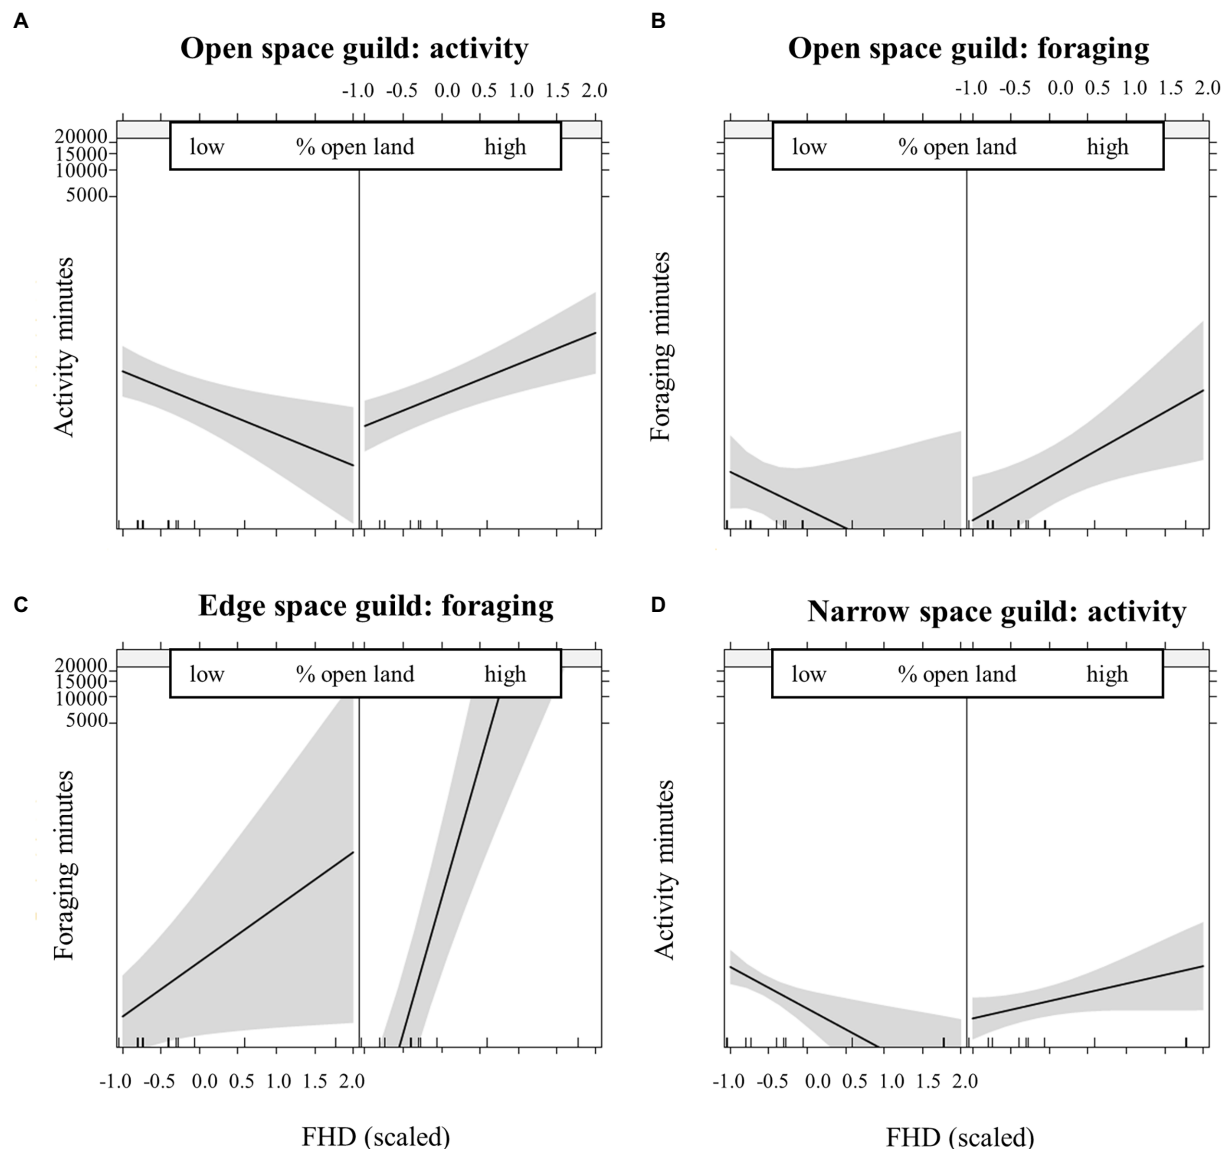 A
Open space guild: activity
-1.0 -0.5 0.0 0.5 1.0 1.5 2.0
low % open land high
20000
15000
10000
5000
Activity minutes
B
Open space guild: foraging
-1.0 -0.5 0.0 0.5 1.0 1.5 2.0
low % open land high
Foraging minutes
C
Edge space guild: foraging
low % open land high
20000
15000
10000
5000
Foraging minutes
-1.0 -0.5 0.0 0.5 1.0 1.5 2.0
FHD (scaled)
D
Narrow space guild: activity
low % open land high
Activity minutes
-1.0 -0.5 0.0 0.5 1.0 1.5 2.0
FHD (scaled)